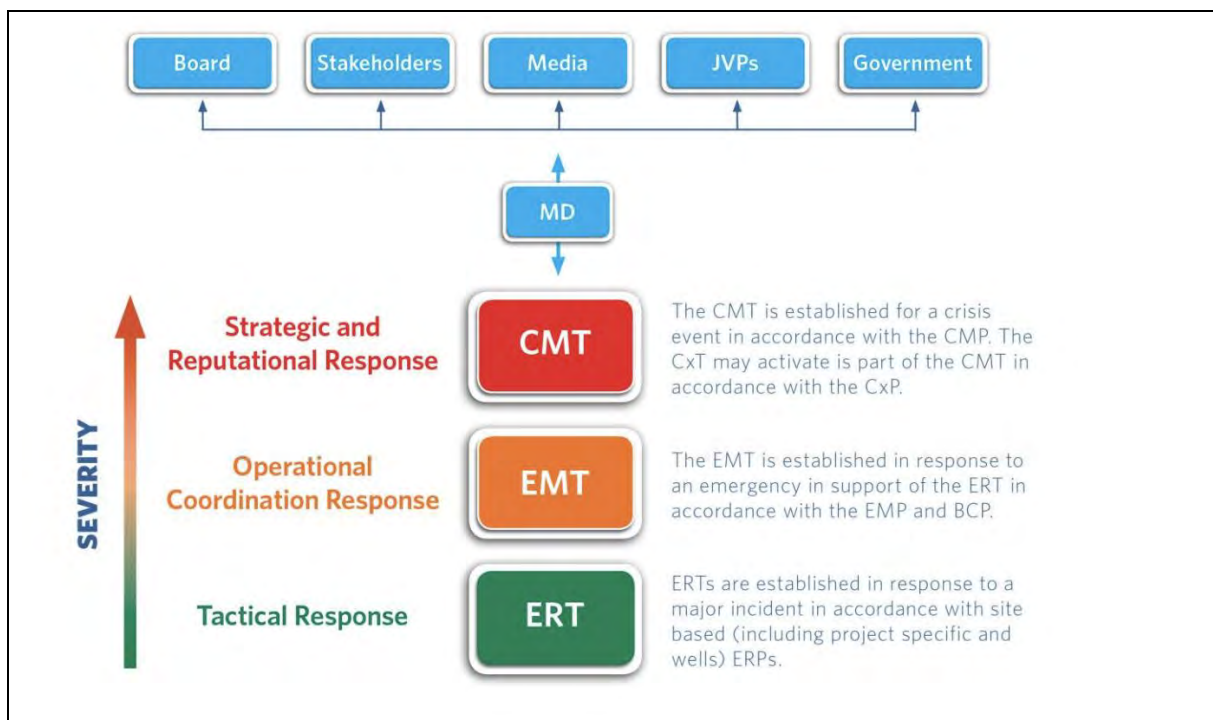 Board
Stakeholders
Media
JVPs
Government
MD
SEVERITY
Strategic and
Reputational Response
CMT
The CMT is established for a crisis
event in accordance with the CMP. The
CxT may activate is part of the CMT in
accordance with the CxP.
Operational
Coordination Response
EMT
The EMT is established in response to
an emergency in support of the ERT in
accordance with the EMP and BCP.
Tactical Response
ERT
ERTs are established in response to a
major incident in accordance with site
based (including project specific and
wells) ERPs.